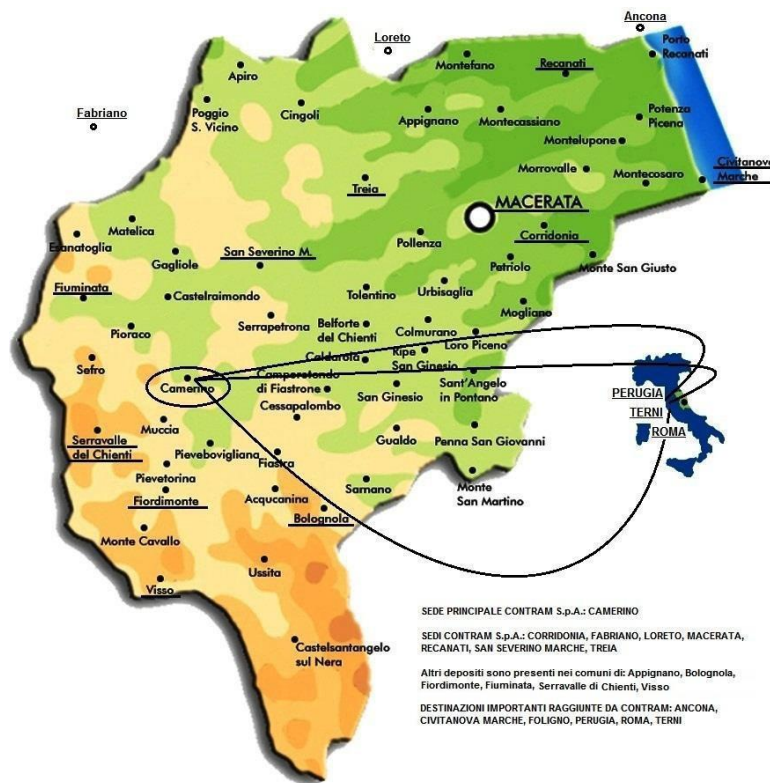 Ancona
Loreto
Porto
Recanati
Montefano
Recanati
Apiro
Fabriano
Poggio
S. Vicino
Cingoli
Appignano
Montecassiano
Potenza
Picena
Montelupone
Morrovalle
Montecosaro
Civitanova
Marche
Treia
MACERATA
Matelica
Esanatoglia
Gagliole
San Severino M.
Pollenza
Corridonia
Petriolo
Monte San Giusto
Fiuminata
Castelraimondo
Tolentino
Urbisaglia
Mogliano
Pioraco
Serrapetrona
Belforte
del Chienti
Colmurano
Loro Piceno
Caldarola
Ripe
San Ginesio
Sefro
Camerino
Camporotondo
di Fiastrone
San Ginesio
Sant'Angelo
in Pontano
PERUGIA
TERNI
ROMA
Cessapalombo
Muccia
Serravalle
del Chienti
Pievebovigliana
Fiastra
Gualdo
Penna San Giovanni
Pievetorina
Fiordimonte
Acqucanina
Sarnano
Monte
San Martino
Bolognola
Monte Cavallo
Ussita
Visso
Castelsantangelo
sul Nera
SEDE PRINCIPALE CONTRAM S.p.A.: CAMERINO
SEDI CONTRAM S.p.A.: CORRIDONIA, FABRIANO, LORETO, MACERATA,
RECANATI, SAN SEVERINO MARCHE, TREIA
Altri depositi sono presenti nei comuni di: Appignano, Bolognola,
Fiordimonte, Fiuminata, Serravalle di Chienti, Visso
DESTINAZIONI IMPORTANTI RAGGIUNTE DA CONTRAM: ANCONA,
CIVITANOVA MARCHE, FOLIGNO, PERUGIA, ROMA, TERNI